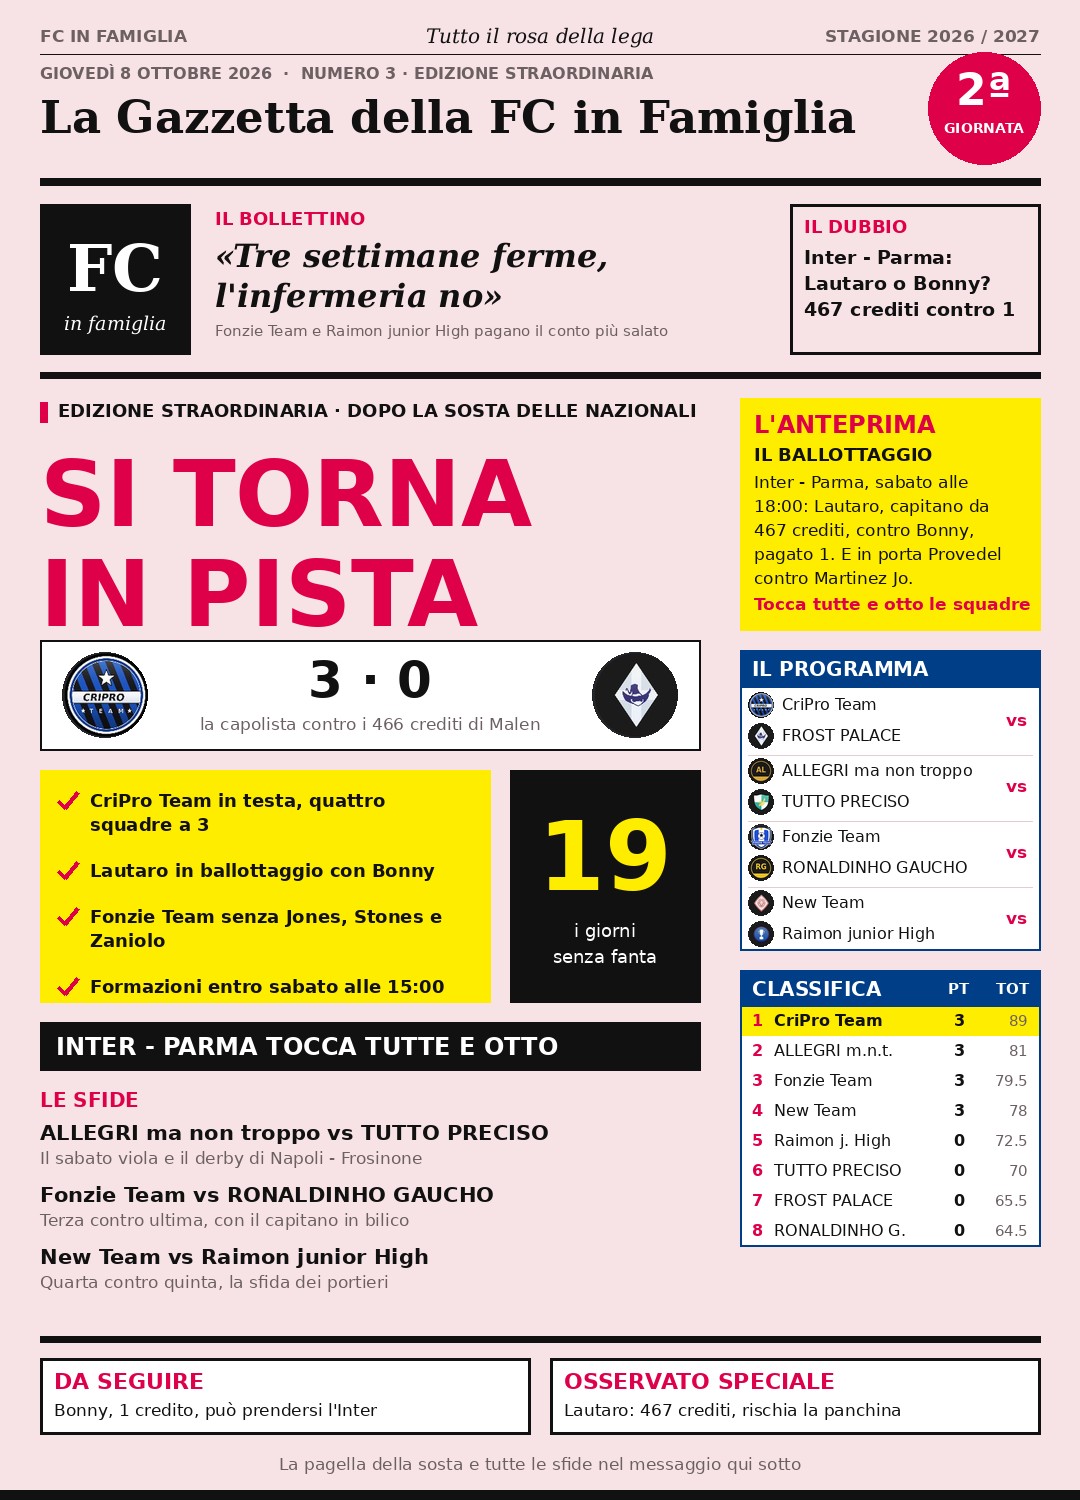 FC IN FAMIGLIA
Tutto il rosa della lega
STAGIONE 2026 / 2027
GIOVEDÌ 8 OTTOBRE 2026 · NUMERO 3 · EDIZIONE STRAORDINARIA
La Gazzetta della FC in Famiglia
2ª
GIORNATA
FC
in famiglia
IL BOLLETTINO
«Tre settimane ferme,
l'infermeria no»
Fonzie Team e Raimon junior High pagano il conto più salato
IL DUBBIO
Inter - Parma:
Lautaro o Bonny?
467 crediti contro 1
EDIZIONE STRAORDINARIA · DOPO LA SOSTA DELLE NAZIONALI
SI TORNA
IN PISTA
CRIPRO
TEAM
3 · 0
la capolista contro i 466 crediti di Malen
CriPro Team in testa, quattro
squadre a 3
Lautaro in ballottaggio con Bonny
Fonzie Team senza Jones, Stones e
Zaniolo
Formazioni entro sabato alle 15:00
19
i giorni
senza fanta
INTER - PARMA TOCCA TUTTE E OTTO
LE SFIDE
ALLEGRI ma non troppo vs TUTTO PRECISO
Il sabato viola e il derby di Napoli - Frosinone
Fonzie Team vs RONALDINHO GAUCHO
Terza contro ultima, con il capitano in bilico
New Team vs Raimon junior High
Quarta contro quinta, la sfida dei portieri
L'ANTEPRIMA
IL BALLOTTAGGIO
Inter - Parma, sabato alle
18:00: Lautaro, capitano da
467 crediti, contro Bonny,
pagato 1. E in porta Provedel
contro Martinez Jo.
Tocca tutte e otto le squadre
IL PROGRAMMA
CriPro Team
vs
FROST PALACE
AL
ALLEGRI ma non troppo
vs
TUTTO PRECISO
Fonzie Team
vs
RG
RONALDINHO GAUCHO
New Team
vs
Raimon junior High
CLASSIFICA PT TOT
1 CriPro Team 3 89
2 ALLEGRI m.n.t. 3 81
3 Fonzie Team 3 79.5
4 New Team 3 78
5 Raimon j. High 0 72.5
6 TUTTO PRECISO 0 70
7 FROST PALACE 0 65.5
8 RONALDINHO G. 0 64.5
DA SEGUIRE
Bonny, 1 credito, può prendersi l'Inter
OSSERVATO SPECIALE
Lautaro: 467 crediti, rischia la panchina
La pagella della sosta e tutte le sfide nel messaggio qui sotto